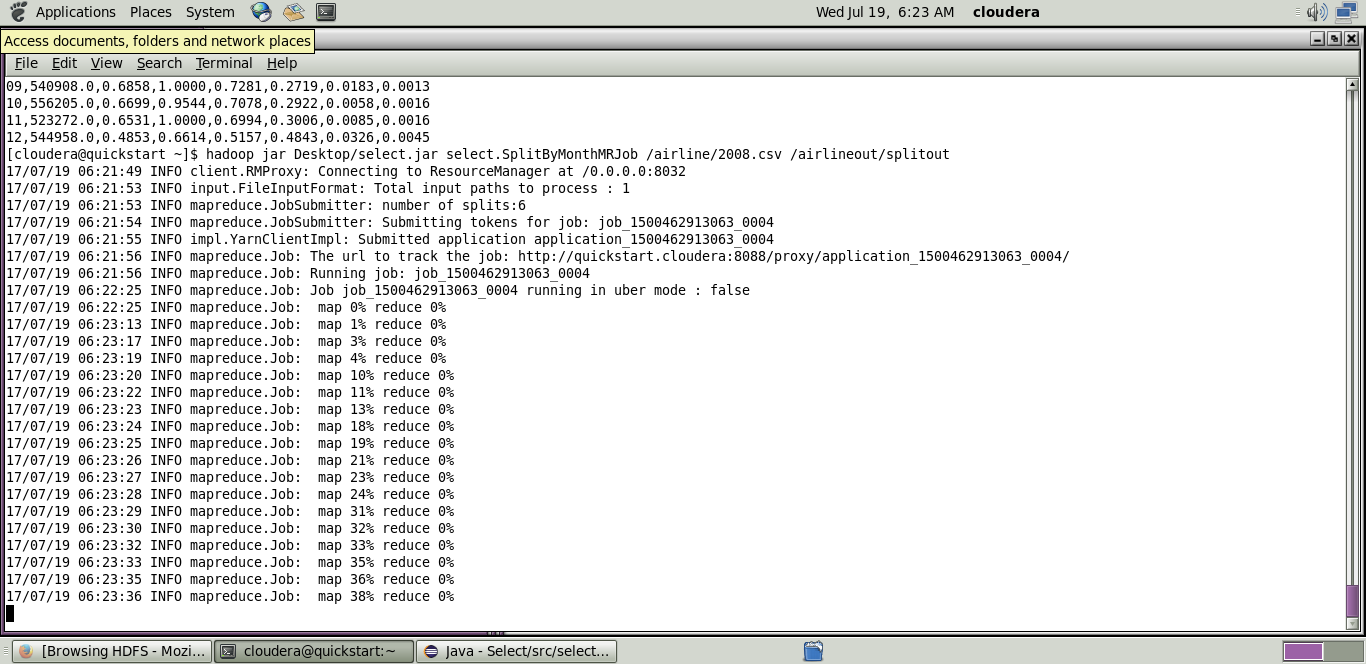 Applications Places System Wed Jul 19, 6:23 AM cloudera
Access documents, folders and network places
File Edit View Search Terminal Help
09,540908.0,0.6858,1.0000,0.7281,0.2719,0.0183,0.0013
10,556205.0,0.6699,0.9544,0.7078,0.2922,0.0058,0.0016
11,523272.0,0.6531,1.0000,0.6994,0.3006,0.0085,0.0016
12,544958.0,0.4853,0.6614,0.5157,0.4843,0.0326,0.0045
[cloudera@quickstart ~]$ hadoop jar Desktop/select.jar select.SplitByMonthMRJob /airline/2008.csv /airlineout/splitout
17/07/19 06:21:49 INFO client.RMProxy: Connecting to ResourceManager at /0.0.0.0:8032
17/07/19 06:21:53 INFO input.FileInputFormat: Total input paths to process : 1
17/07/19 06:21:53 INFO mapreduce.JobSubmitter: number of splits:6
17/07/19 06:21:54 INFO mapreduce.JobSubmitter: Submitting tokens for job: job_1500462913063_0004
17/07/19 06:21:55 INFO impl.YarnClientImpl: Submitted application application_1500462913063_0004
17/07/19 06:21:56 INFO mapreduce.Job: The url to track the job: http://quickstart.cloudera:8088/proxy/application_1500462913063_0004/
17/07/19 06:21:56 INFO mapreduce.Job: Running job: job_1500462913063_0004
17/07/19 06:22:25 INFO mapreduce.Job: Job job_1500462913063_0004 running in uber mode : false
17/07/19 06:22:25 INFO mapreduce.Job:  map 0% reduce 0%
17/07/19 06:23:13 INFO mapreduce.Job:  map 1% reduce 0%
17/07/19 06:23:17 INFO mapreduce.Job:  map 3% reduce 0%
17/07/19 06:23:19 INFO mapreduce.Job:  map 4% reduce 0%
17/07/19 06:23:20 INFO mapreduce.Job:  map 10% reduce 0%
17/07/19 06:23:22 INFO mapreduce.Job:  map 11% reduce 0%
17/07/19 06:23:23 INFO mapreduce.Job:  map 13% reduce 0%
17/07/19 06:23:24 INFO mapreduce.Job:  map 18% reduce 0%
17/07/19 06:23:25 INFO mapreduce.Job:  map 19% reduce 0%
17/07/19 06:23:26 INFO mapreduce.Job:  map 21% reduce 0%
17/07/19 06:23:27 INFO mapreduce.Job:  map 23% reduce 0%
17/07/19 06:23:28 INFO mapreduce.Job:  map 24% reduce 0%
17/07/19 06:23:29 INFO mapreduce.Job:  map 31% reduce 0%
17/07/19 06:23:30 INFO mapreduce.Job:  map 32% reduce 0%
17/07/19 06:23:32 INFO mapreduce.Job:  map 33% reduce 0%
17/07/19 06:23:33 INFO mapreduce.Job:  map 35% reduce 0%
17/07/19 06:23:35 INFO mapreduce.Job:  map 36% reduce 0%
17/07/19 06:23:36 INFO mapreduce.Job:  map 38% reduce 0%
[Browsing HDFS - Mozi... cloudera@quickstart:~ Java - Select/src/select...